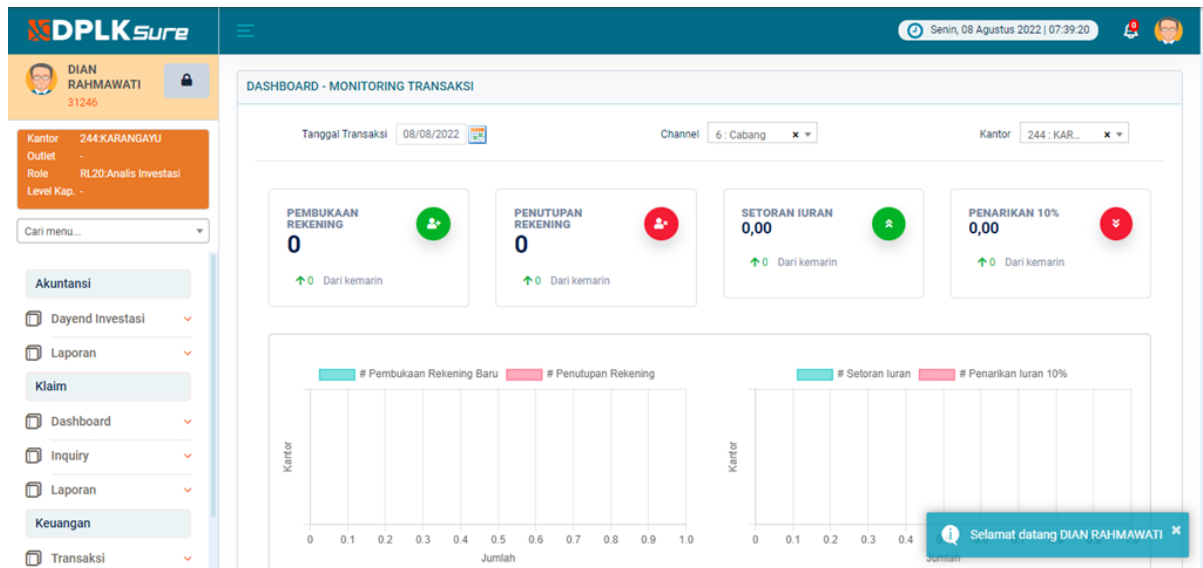 DPLKSure
Senin, 08 Agustus 2022 | 07:39:20
DIAN
RAHMAWATI
31246
Kantor 244:KARANGAYU
Outlet -
Role RL20:Analis Investasi
Level Kap. -
Cari menu...
Akuntansi
Dayend Investasi
Laporan
Klaim
Dashboard
Inquiry
Laporan
Keuangan
Transaksi
DASHBOARD - MONITORING TRANSAKSI
Tanggal Transaksi 08/08/2022 Channel 6 : Cabang x Kantor 244 : KAR... x
PEMBUKAAN
REKENING
0
0 Dari kemarin
PENUTUPAN
REKENING
0
0 Dari kemarin
SETORAN IURAN
0,00
0 Dari kemarin
PENARIKAN 10%
0,00
0 Dari kemarin
# Pembukaan Rekening Baru # Penutupan Rekening
Kantor
0 0.1 0.2 0.3 0.4 0.5 0.6 0.7 0.8 0.9 1.0
Jumlah
# Setoran Iuran # Penarikan Iuran 10%
Kantor
0 0.1 0.2 0.3 0.4
Jumlah
Selamat datang DIAN RAHMAWATI x